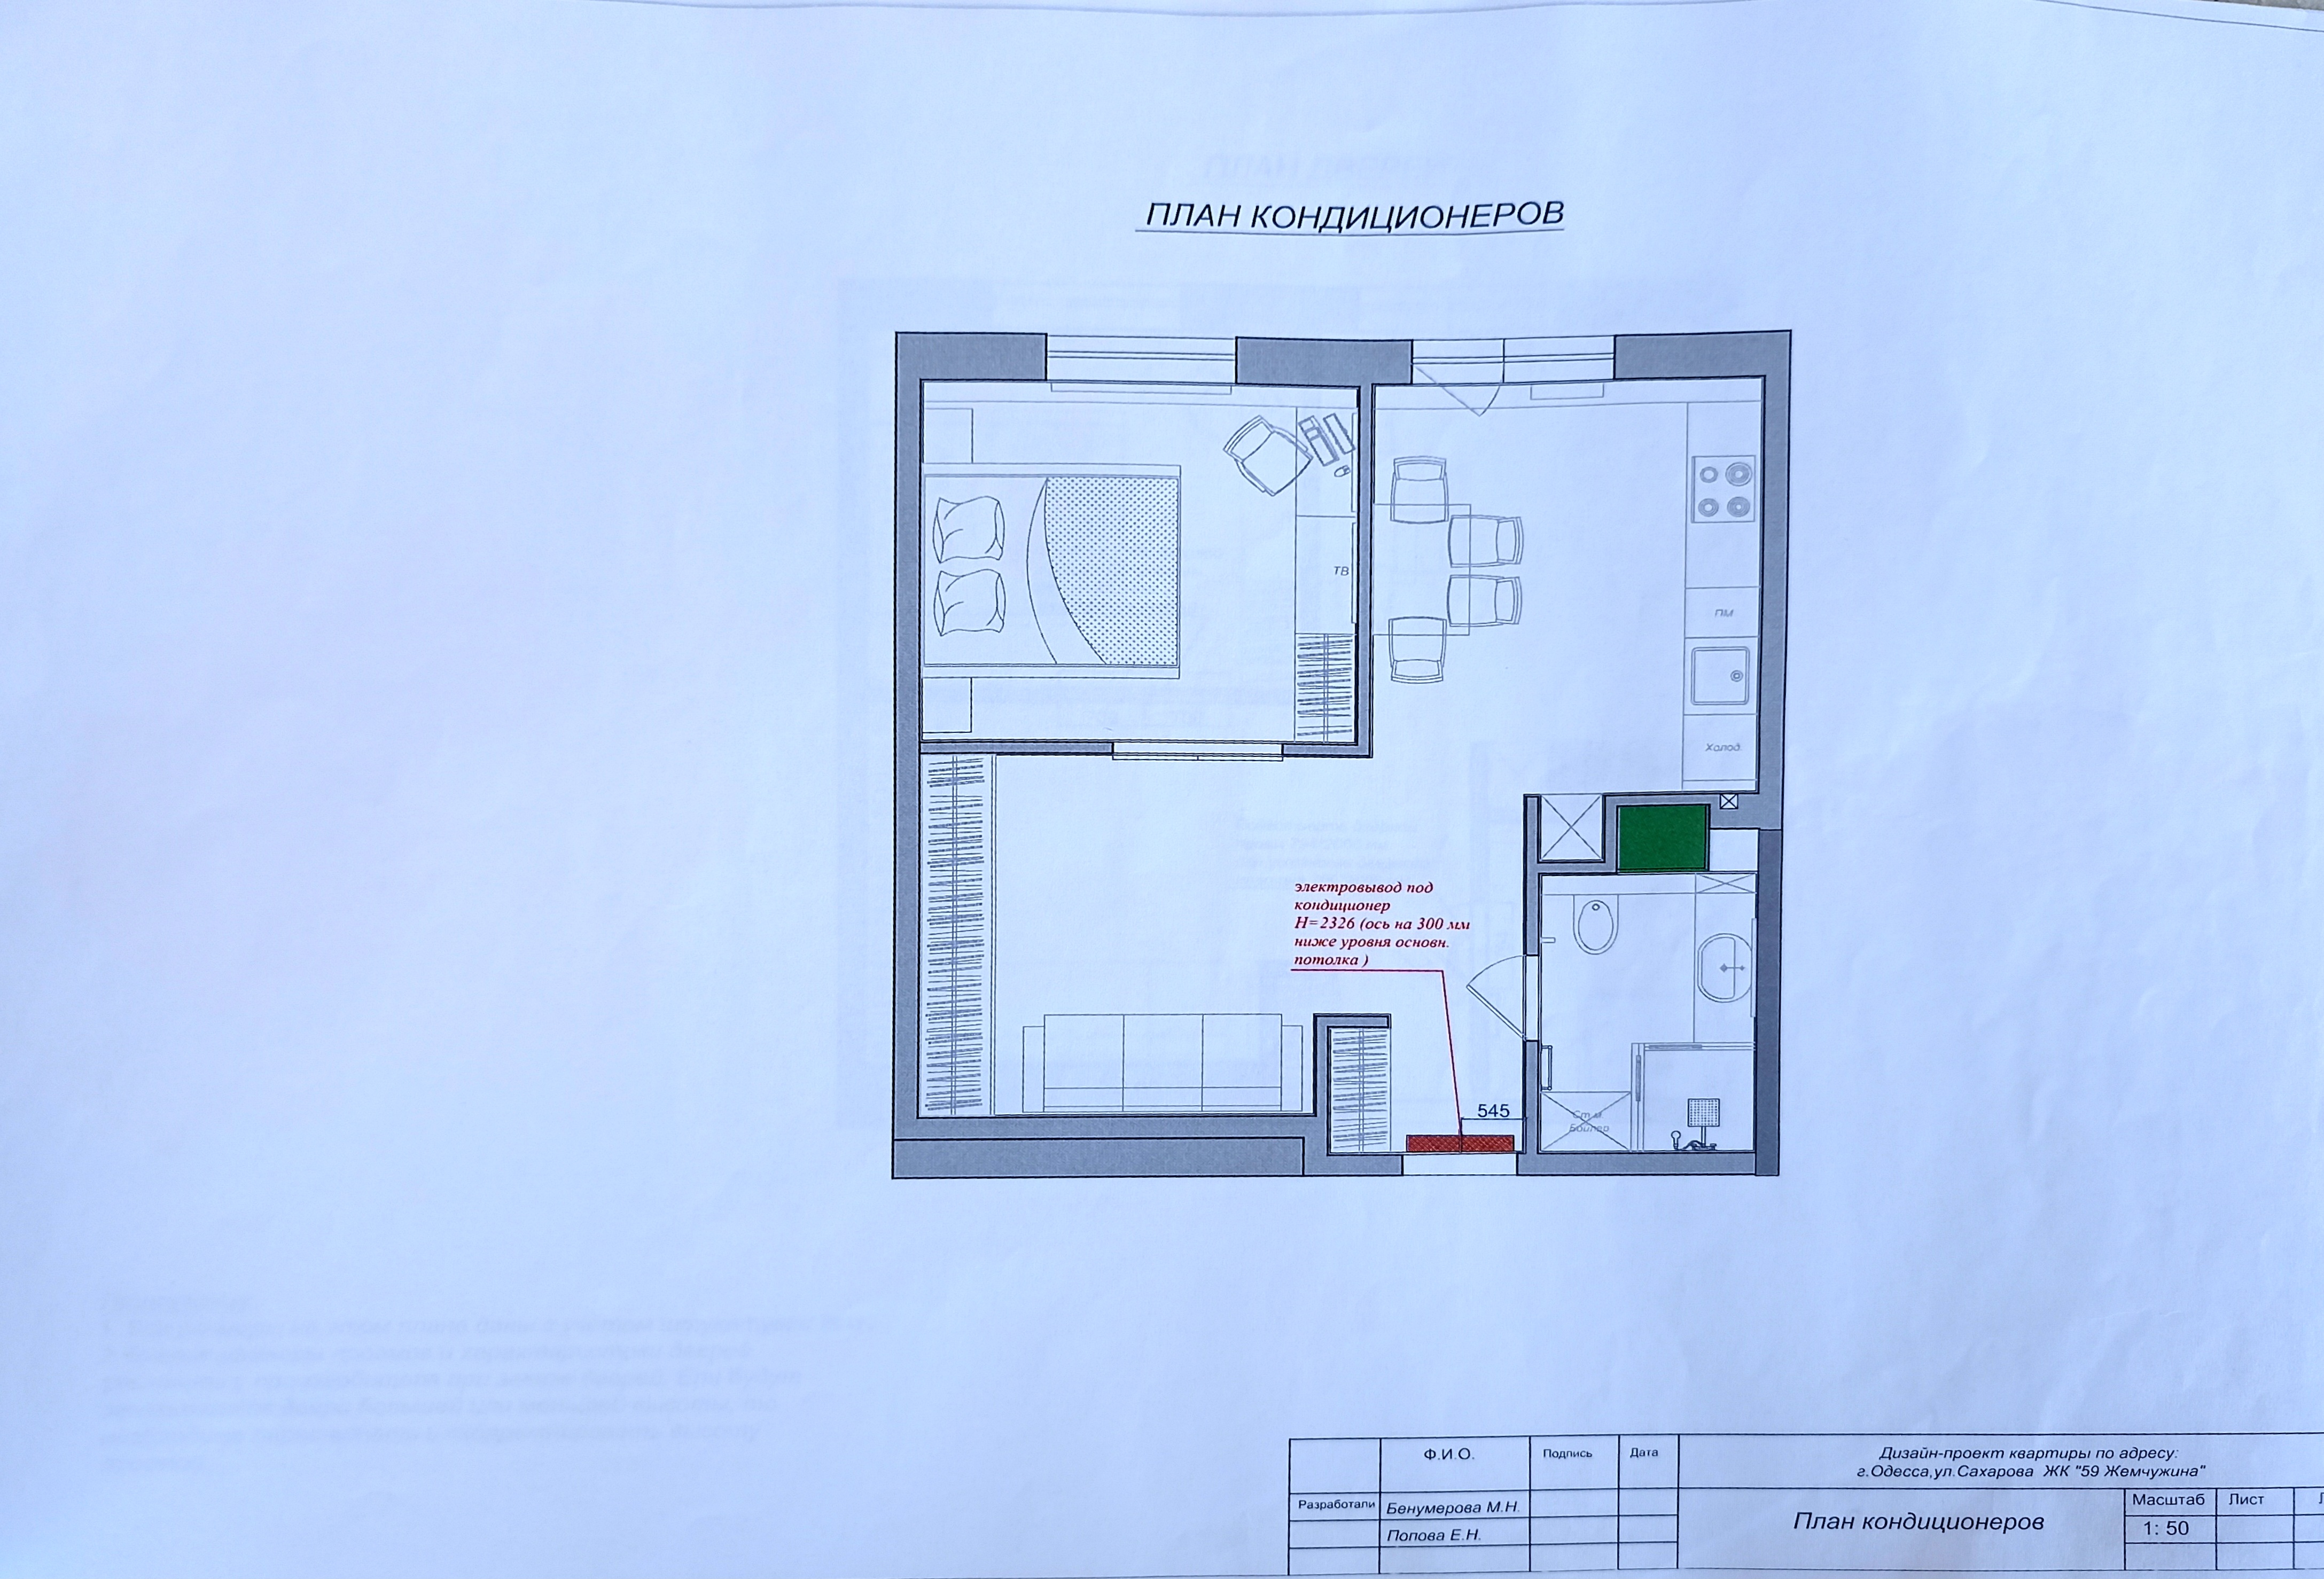 ПЛАН КОНДИЦИОНЕРОВ
ТВ
ПМ
Холод.
электровывод под
кондиционер
Н=2326 (ось на 300 мм
ниже уровня основн.
потолка )
545
Ст.м
Бойлер
Ф.И.О.
Подпись
Дата
Дизайн-проект квартиры по адресу:
г.Одесса,ул.Сахарова ЖК "59 Жемчужина"
Разработали
Бенумерова М.Н.
Попова Е.Н.
План кондиционеров
Масштаб
Лист
1: 50